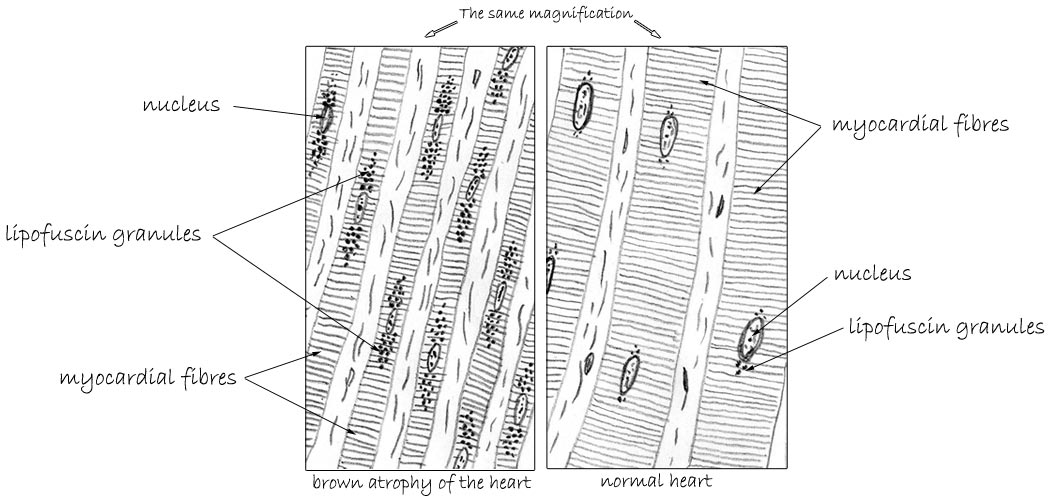 The same magnification
nucleus
lipofuscin granules
myocardial fibres
myocardial fibres
nucleus
lipofuscin granules
brown atrophy of the heart
normal heart